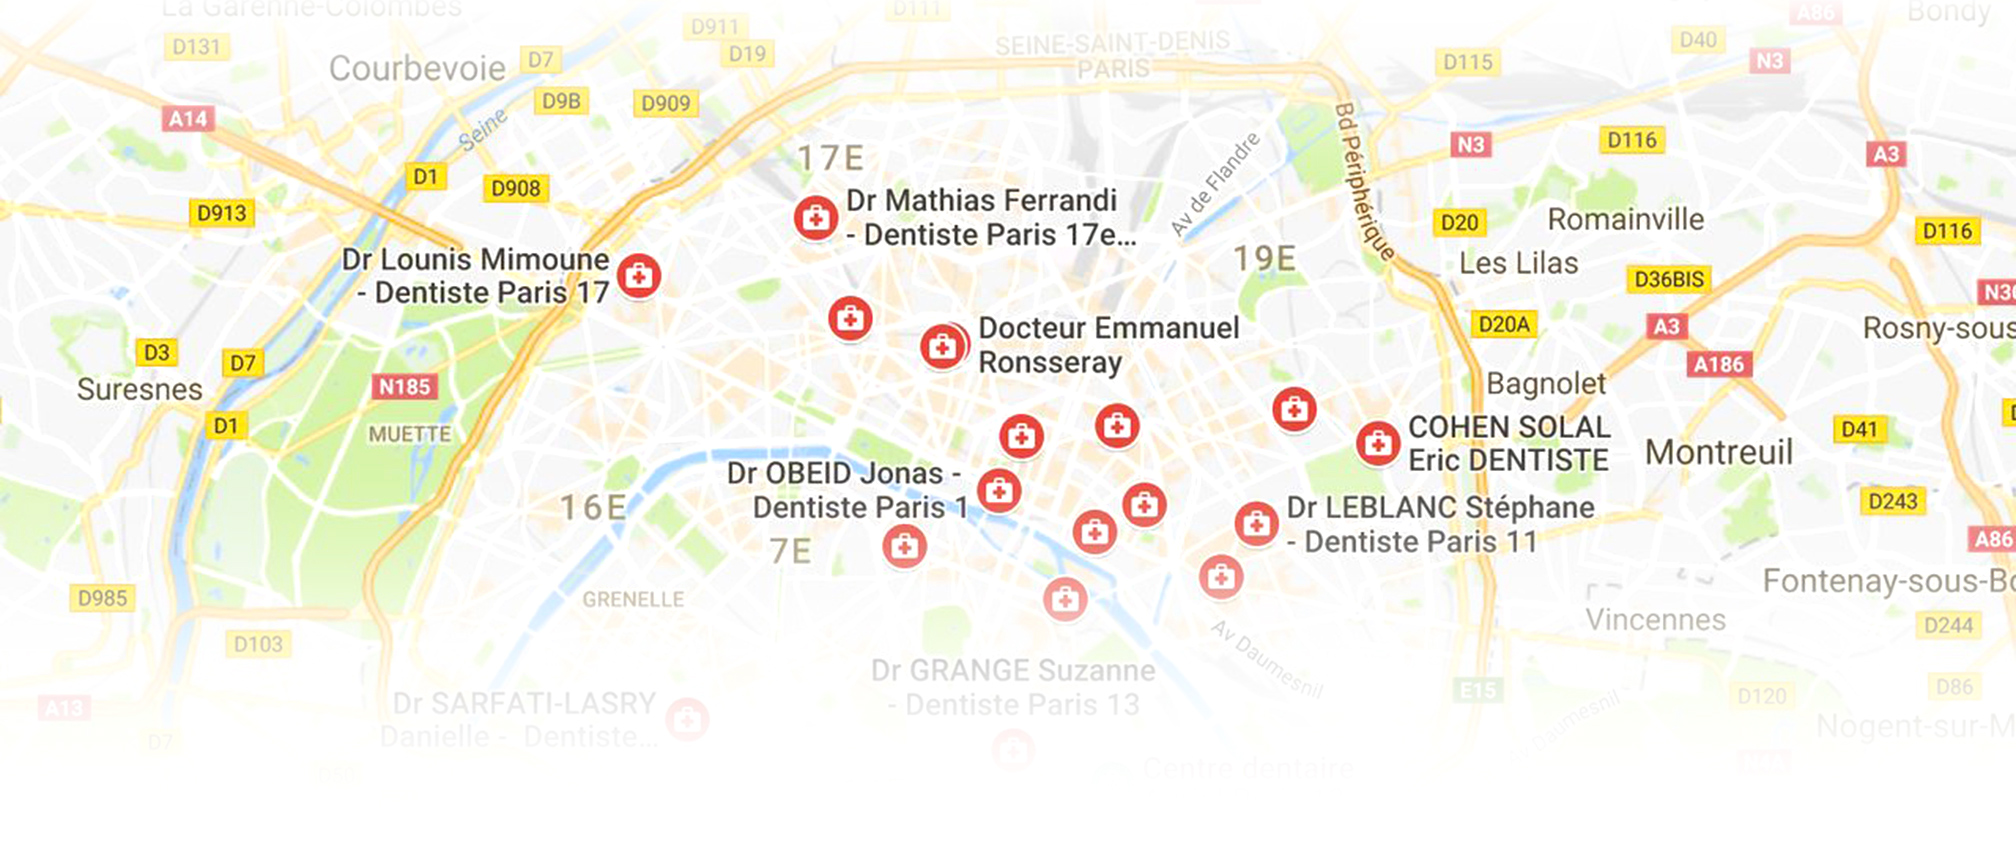 La Garenne-Colombes
D111
A86
Bondy
D911
D131
D7
D19
SEINE-SAINT-DENIS
PARIS
D40
N3
D115
Courbevoie
D9B
D909
A14
Seine
Bd Périphérique
N3
D116
A3
17E
Av de Flandre
D1
D908
D913
Dr Mathias Ferrandi
- Dentiste Paris 17e...
D20
Romainville
D116
19E
Les Lilas
D36BIS
Dr Lounis Mimoune
- Dentiste Paris 17
N30
Docteur Emmanuel
Ronsseray
D20A
A3
Rosny-sous
D3
D7
A186
Suresnes
N185
Bagnolet
D1
MUETTE
COHEN SOLAL
Eric DENTISTE
Montreuil
D41
Dr OBEID Jonas -
Dentiste Paris 1
16E
Dr LEBLANC Stéphane
- Dentiste Paris 11
D243
7E
A86
D985
GRENELLE
Fontenay-sous-Bo
Vincennes
D244
D103
Av Daumesnil
Dr GRANGE Suzanne
- Dentiste Paris 13
E15
D120
D86
A13
Dr SARFATI-LASRY
Danielle - Dentiste...
Av Daumesnil
Nogent-sur-M
D7
Centre dentaire